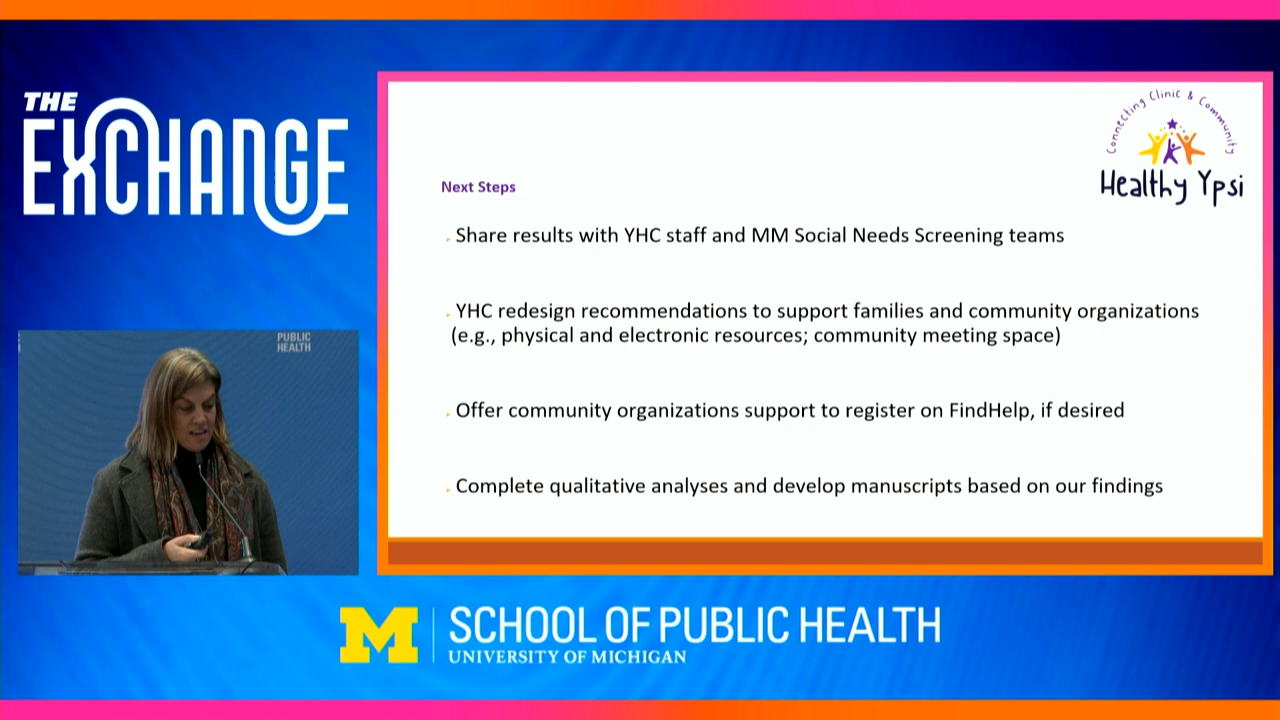 THE
EXCHANGE
PUBLIC
HEALTH
Connecting Clinic & Community
Healthy Ypsi
Next Steps
Share results with YHC staff and MM Social Needs Screening teams
YHC redesign recommendations to support families and community organizations
(e.g., physical and electronic resources; community meeting space)
Offer community organizations support to register on FindHelp, if desired
Complete qualitative analyses and develop manuscripts based on our findings
M
SCHOOL OF PUBLIC HEALTH
UNIVERSITY OF MICHIGAN